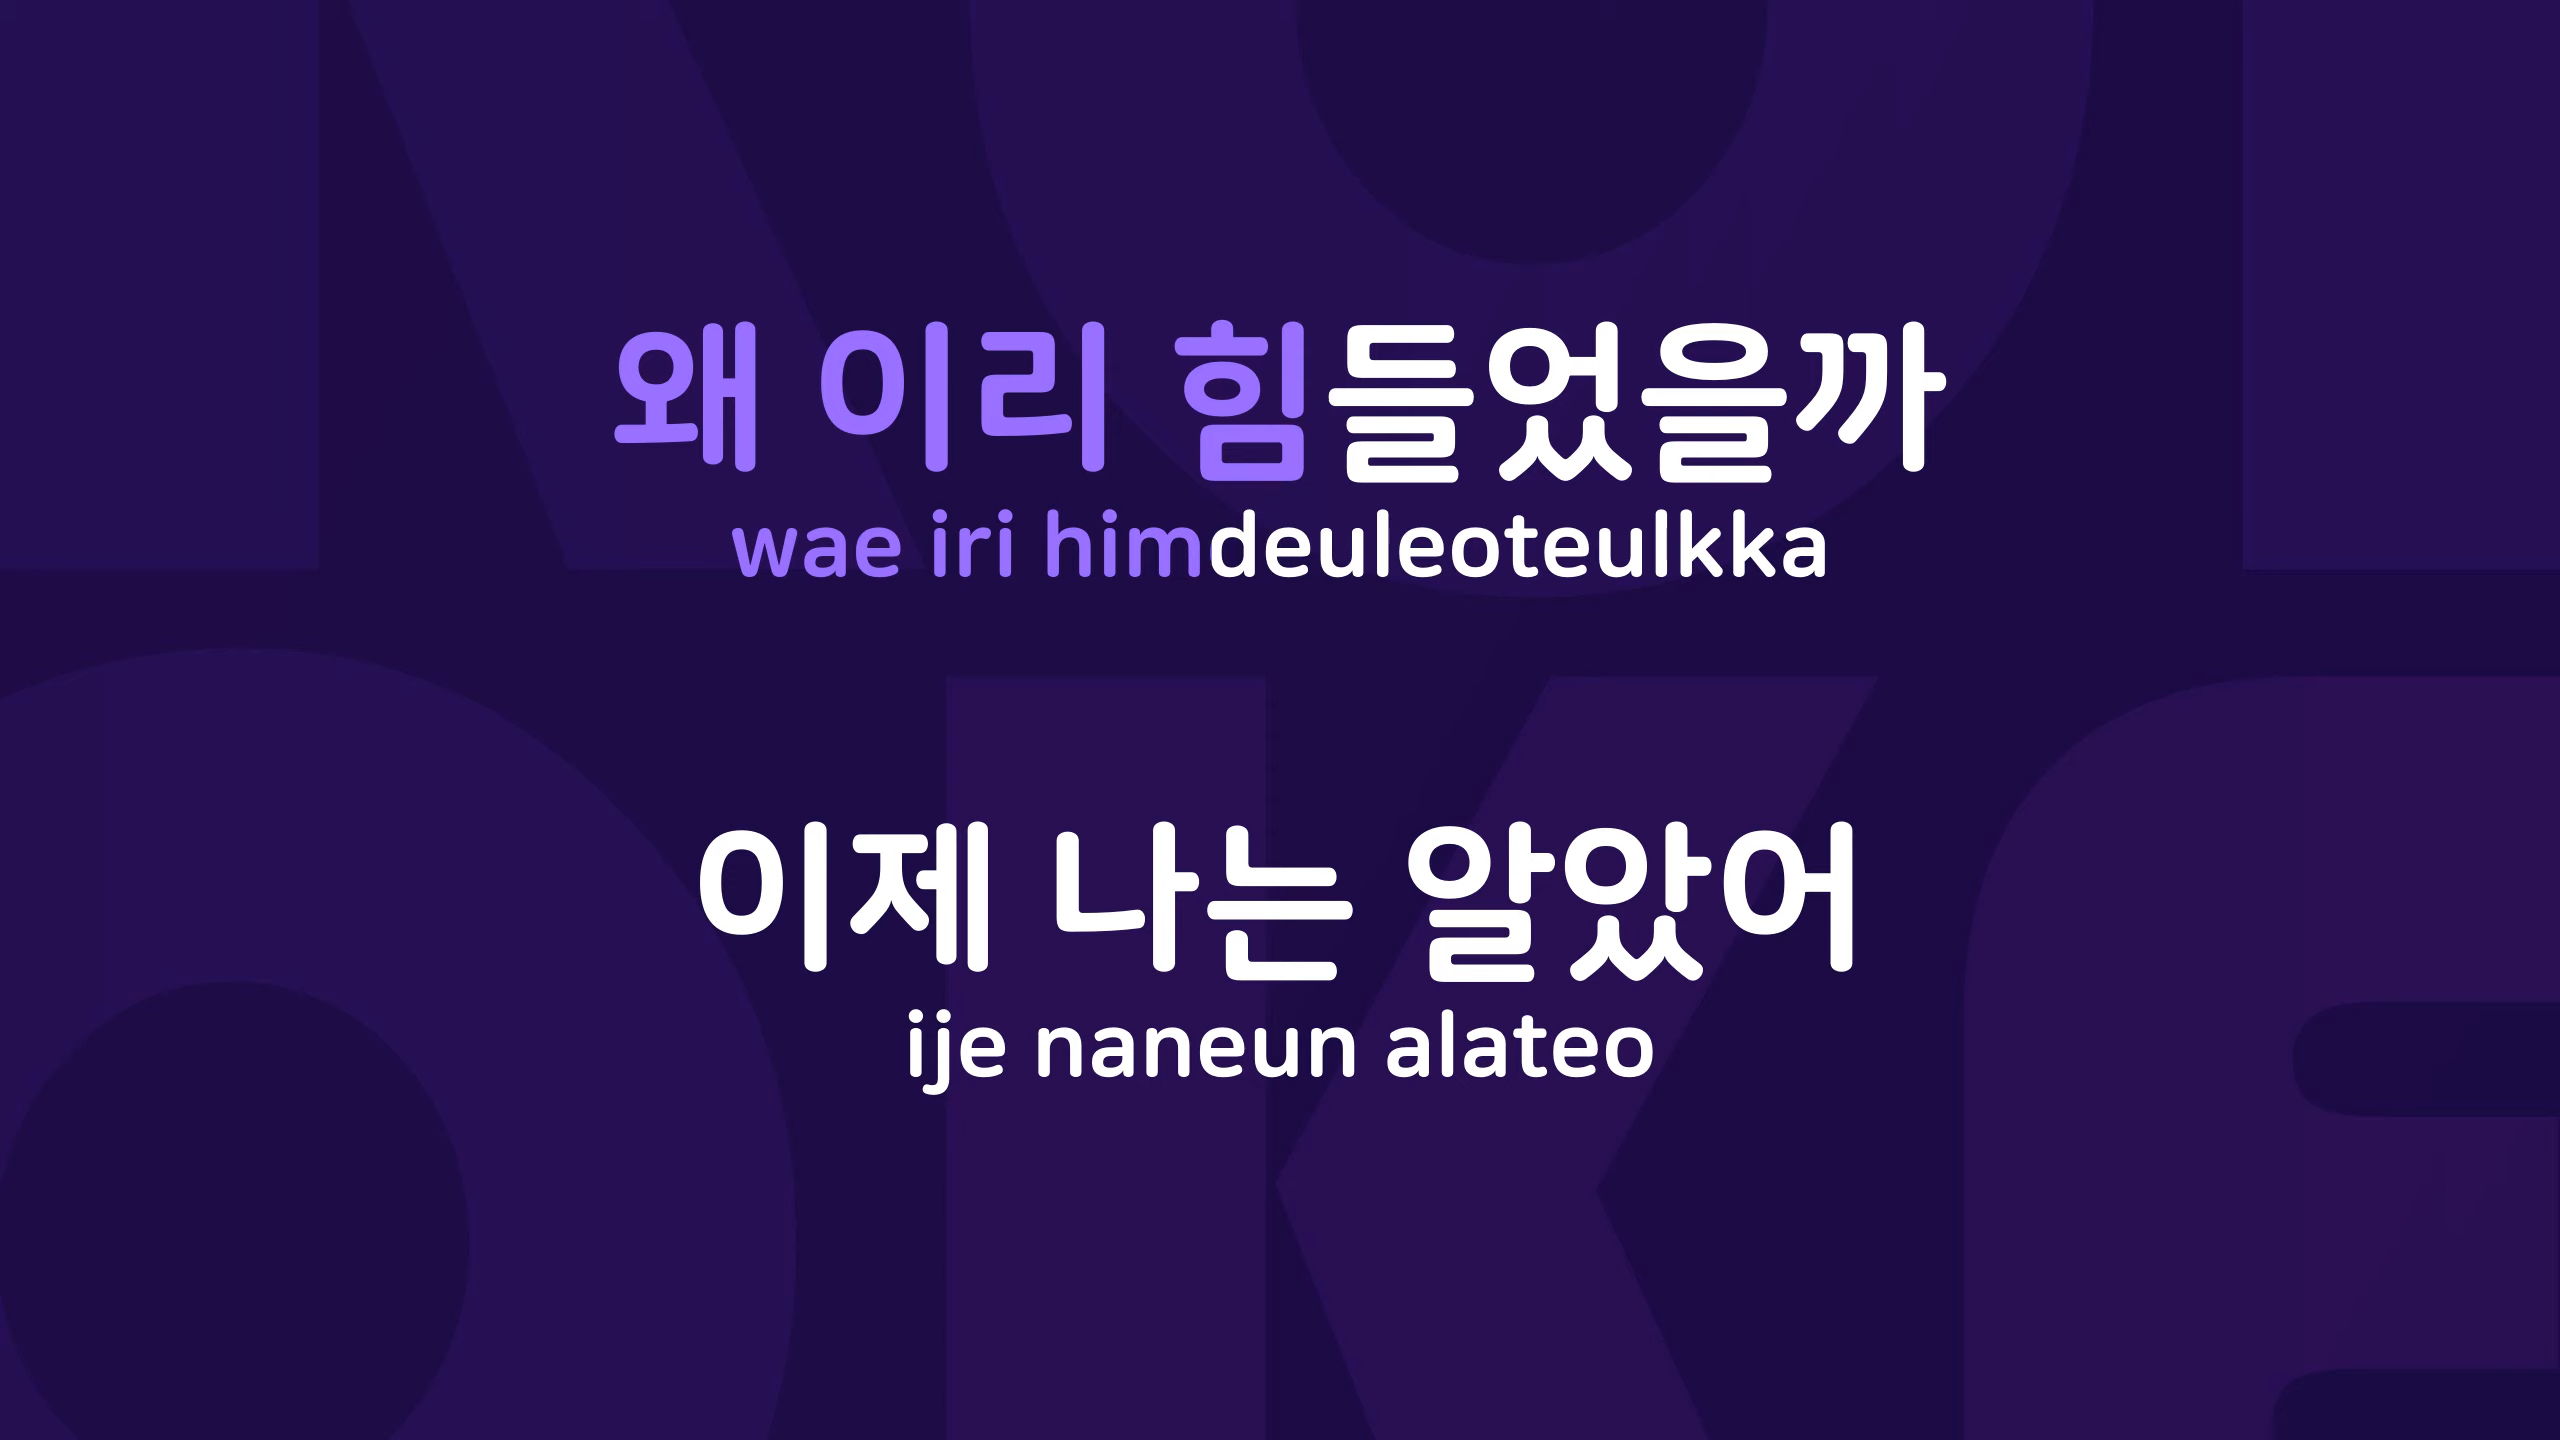 왜 이리 힘들었을까
wae iri himdeuleoteulkka
이제 나는 알았어
ije naneun alateo